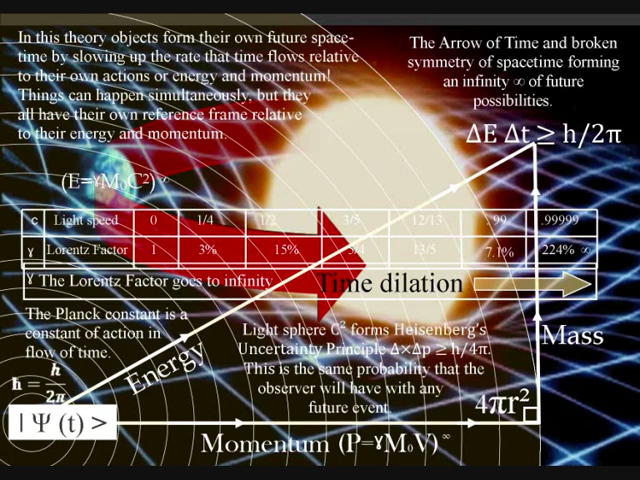 In this theory objects form their own future space-
time by slowing up the rate that time flows relative
to their own actions or energy and momentum!
Things can happen simultaneously, but they
all have their own reference frame relative
to their energy and momentum.
The Arrow of Time and broken
symmetry of spacetime forming
an infinity ∞ of future
possibilities.
ΔE Δt ≥ h/2π
(E=ɣM₀C²)∞
c Light speed 0 1/4 1/2 3/5 12/13 .99 .99999
ɣ Lorentz Factor 1 3% 15% 5/4 13/5 7.1% 224% ∞
ɣ The Lorentz Factor goes to infinity
Time dilation
The Planck constant is a
constant of action in
flow of time.
ħ = h/2π
Light sphere C² forms Heisenberg's
Uncertainty Principle Δ×Δp ≥ h/4π.
This is the same probability that the
observer will have with any
future event
Energy
Mass
4πr²
| Ψ (t) >
Momentum (P=ɣM₀V)∞